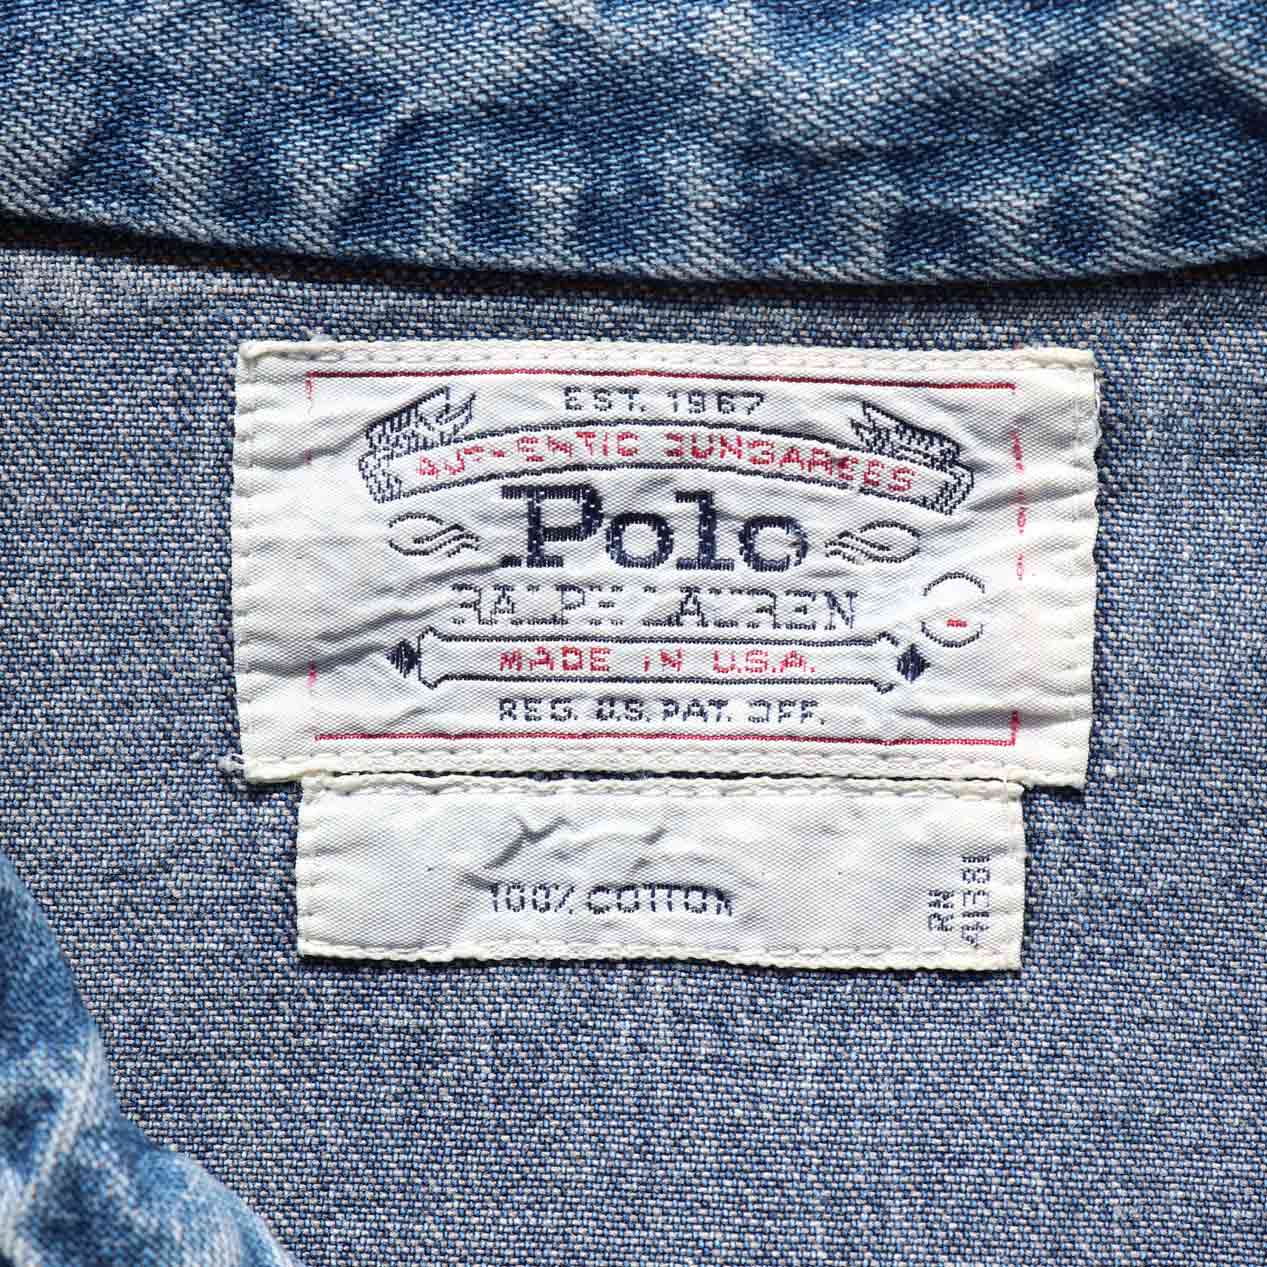 EST. 1967
AUTHENTIC DUNGAREES
Polo
RALPH LAUREN
MADE IN U.S.A.
REG. U.S. PAT. OFF.
100% COTTON
RN
41381